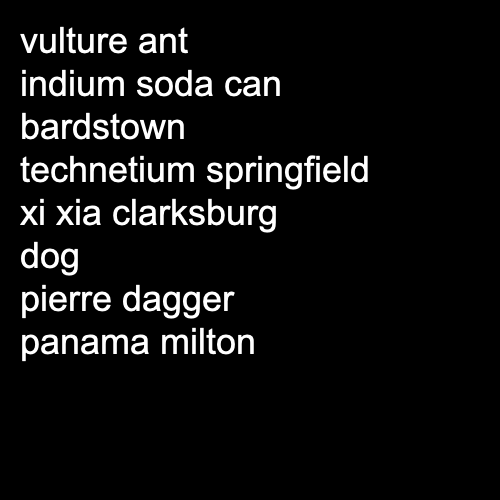 vulture ant
indium soda can
bardstown
technetium springfield
xi xia clarksburg
dog
pierre dagger
panama milton